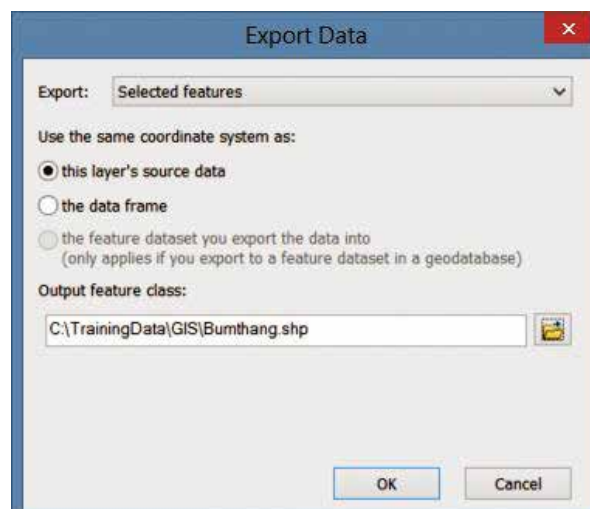 Export Data
Export: Selected features
Use the same coordinate system as:
this layer's source data
the data frame
the feature dataset you export the data into
(only applies if you export to a feature dataset in a geodatabase)
Output feature class:
C:\TrainingData\GIS\Bumthang.shp
OK Cancel